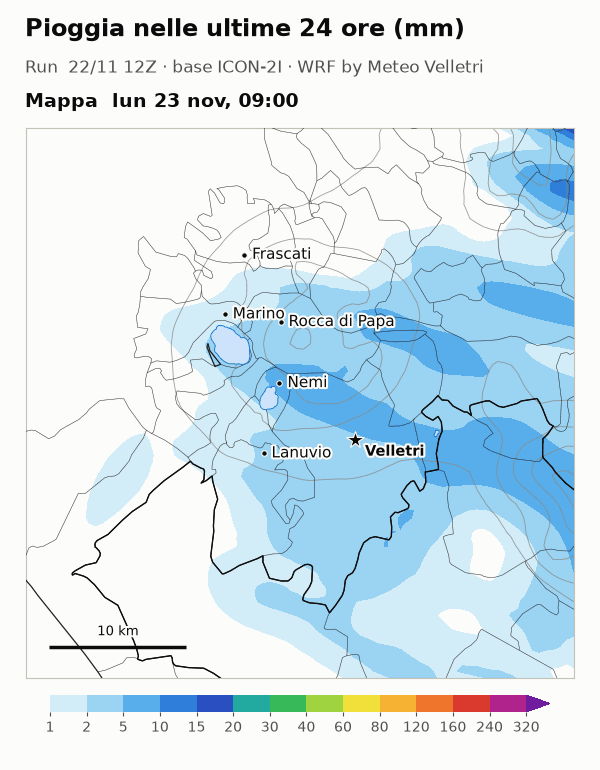 Pioggia nelle ultime 24 ore (mm)
Run 22/11 12Z · base ICON-2I · WRF by Meteo Velletri
Mappa lun 23 nov, 09:00
Frascati
Marino
Rocca di Papa
Nemi
Velletri
Lanuvio
10 km
1 2 5 10 15 20 30 40 60 80 120 160 240 320